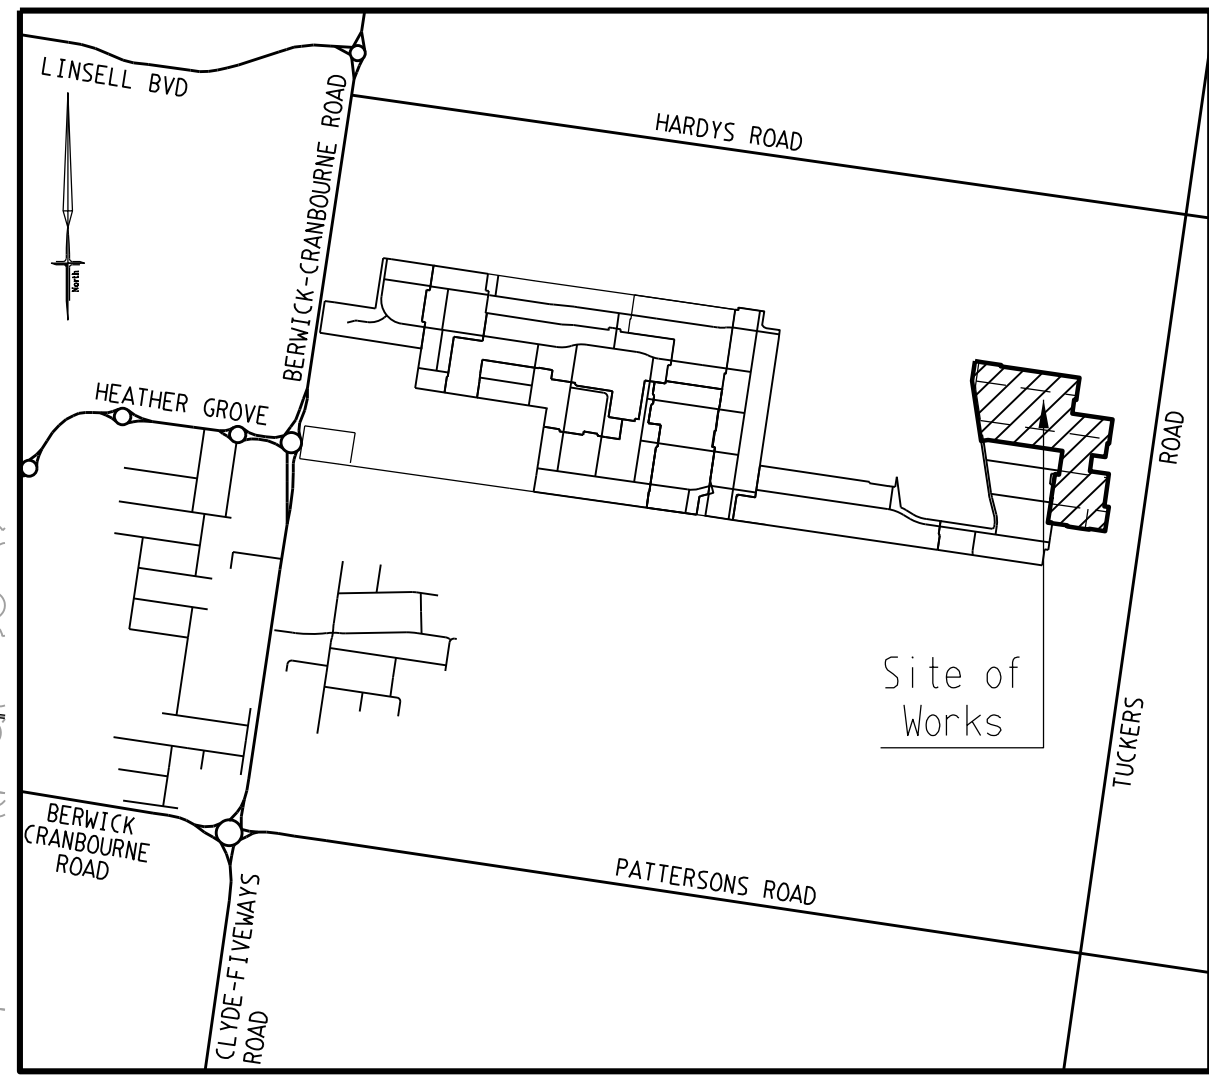 LINSELL BVD
BERWICK-CRANBOURNE ROAD
HARDYS ROAD
North
HEATHER GROVE
ROAD
Site of
Works
TUCKERS
BERWICK
CRANBOURNE
ROAD
PATTERSONS ROAD
CLYDE-FIVEWAYS
ROAD